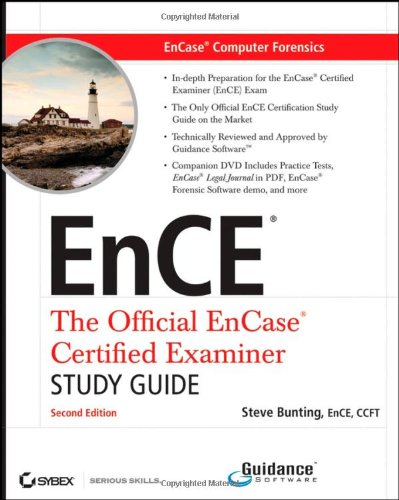 Copyrighted Material
EnCase® Computer Forensics
• In-depth Preparation for the EnCase® Certified
Examiner (EnCE) Exam
• The Only Official EnCE Certification Study
Guide on the Market
• Technically Reviewed and Approved by
Guidance Software™
• Companion DVD Includes Practice Tests,
EnCase® Legal Journal in PDF, EnCase®
Forensic Software demo, and more
EnCE®
The Official EnCase®
Certified Examiner
STUDY GUIDE
Second Edition
Steve Bunting, EnCE, CCFT
SYBEX
SERIOUS SKILLS.
Guidance™
SOFTWARE
Copyrighted Material